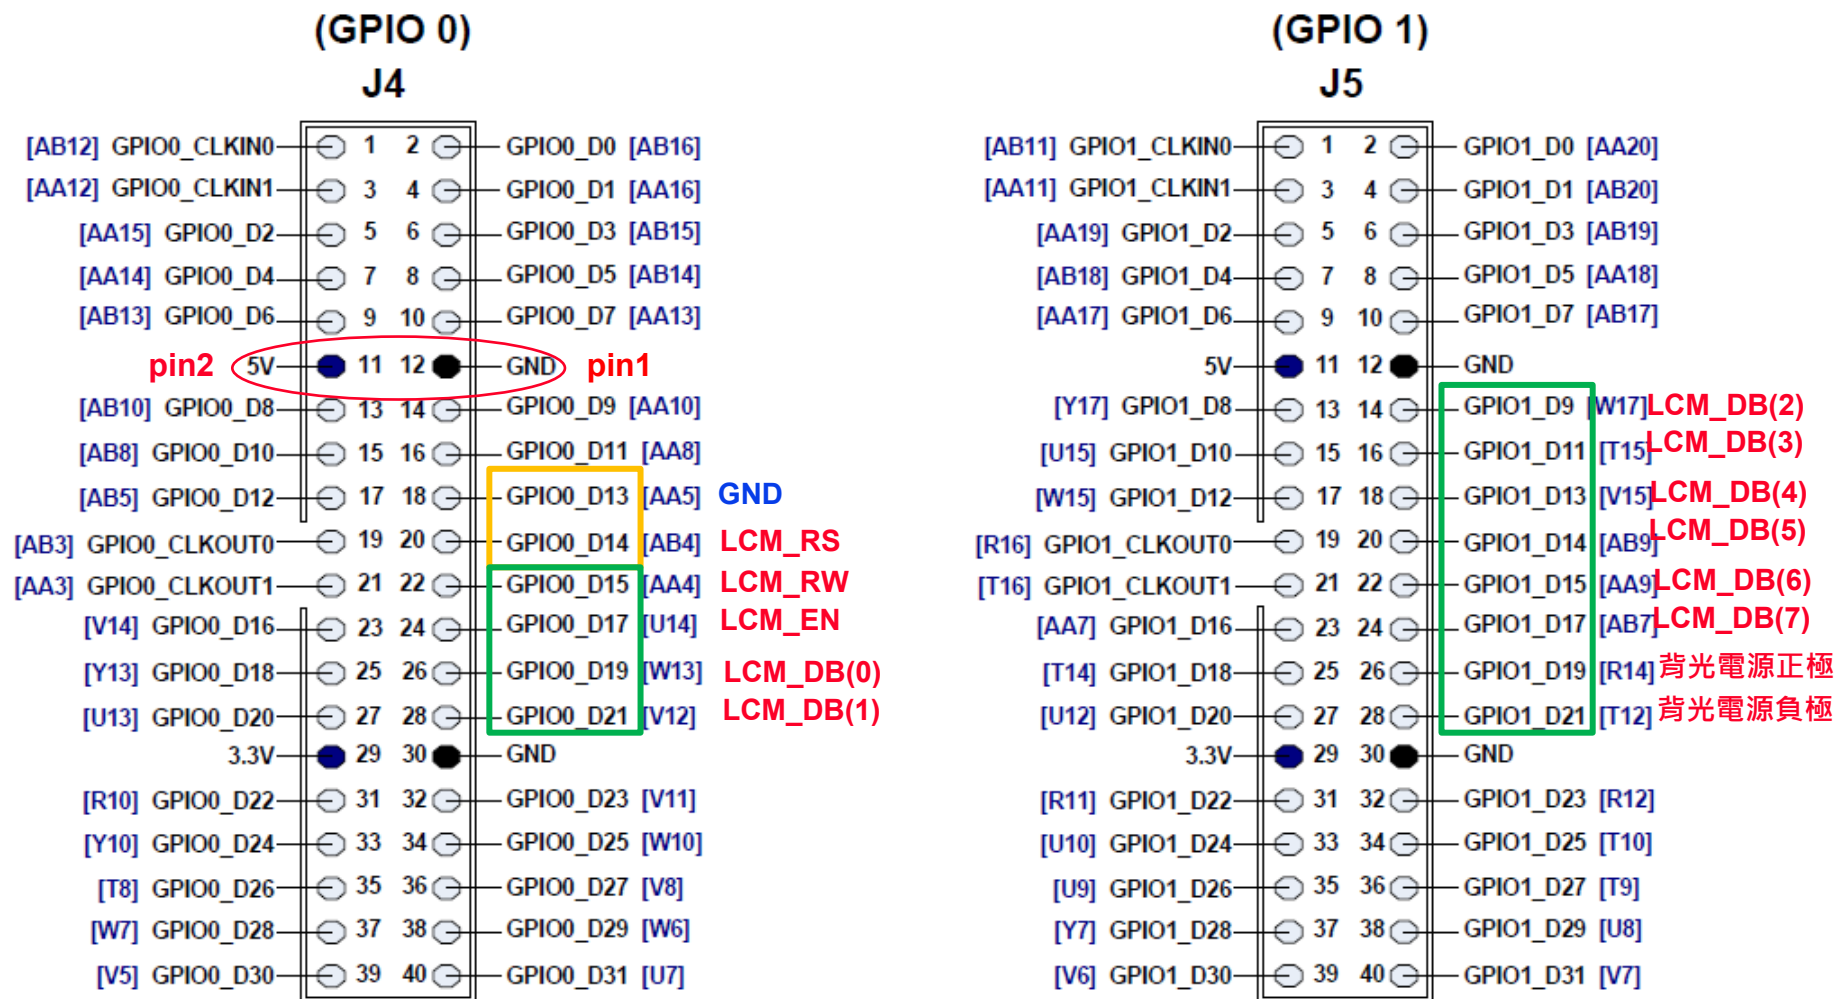 (GPIO 0)
J4
[AB12] GPIO0_CLKIN0 1 2 GPIO0_D0 [AB16]
[AA12] GPIO0_CLKIN1 3 4 GPIO0_D1 [AA16]
[AA15] GPIO0_D2 5 6 GPIO0_D3 [AB15]
[AA14] GPIO0_D4 7 8 GPIO0_D5 [AB14]
[AB13] GPIO0_D6 9 10 GPIO0_D7 [AA13]
pin2 5V 11 12 GND pin1
[AB10] GPIO0_D8 13 14 GPIO0_D9 [AA10]
[AB8] GPIO0_D10 15 16 GPIO0_D11 [AA8]
[AB5] GPIO0_D12 17 18 GPIO0_D13 [AA5] GND
[AB3] GPIO0_CLKOUT0 19 20 GPIO0_D14 [AB4] LCM_RS
[AA3] GPIO0_CLKOUT1 21 22 GPIO0_D15 [AA4] LCM_RW
[V14] GPIO0_D16 23 24 GPIO0_D17 [U14] LCM_EN
[Y13] GPIO0_D18 25 26 GPIO0_D19 [W13] LCM_DB(0)
[U13] GPIO0_D20 27 28 GPIO0_D21 [V12] LCM_DB(1)
3.3V 29 30 GND
[R10] GPIO0_D22 31 32 GPIO0_D23 [V11]
[Y10] GPIO0_D24 33 34 GPIO0_D25 [W10]
[T8] GPIO0_D26 35 36 GPIO0_D27 [V8]
[W7] GPIO0_D28 37 38 GPIO0_D29 [W6]
[V5] GPIO0_D30 39 40 GPIO0_D31 [U7]
(GPIO 1)
J5
[AB11] GPIO1_CLKIN0 1 2 GPIO1_D0 [AA20]
[AA11] GPIO1_CLKIN1 3 4 GPIO1_D1 [AB20]
[AA19] GPIO1_D2 5 6 GPIO1_D3 [AB19]
[AB18] GPIO1_D4 7 8 GPIO1_D5 [AA18]
[AA17] GPIO1_D6 9 10 GPIO1_D7 [AB17]
5V 11 12 GND
[Y17] GPIO1_D8 13 14 GPIO1_D9 [W17] LCM_DB(2)
[U15] GPIO1_D10 15 16 GPIO1_D11 [T15] LCM_DB(3)
[W15] GPIO1_D12 17 18 GPIO1_D13 [V15] LCM_DB(4)
[R16] GPIO1_CLKOUT0 19 20 GPIO1_D14 [AB9] LCM_DB(5)
[T16] GPIO1_CLKOUT1 21 22 GPIO1_D15 [AA9] LCM_DB(6)
[AA7] GPIO1_D16 23 24 GPIO1_D17 [AB7] LCM_DB(7)
[T14] GPIO1_D18 25 26 GPIO1_D19 [R14] 背光電源正極
[U12] GPIO1_D20 27 28 GPIO1_D21 [T12] 背光電源負極
3.3V 29 30 GND
[R11] GPIO1_D22 31 32 GPIO1_D23 [R12]
[U10] GPIO1_D24 33 34 GPIO1_D25 [T10]
[U9] GPIO1_D26 35 36 GPIO1_D27 [T9]
[Y7] GPIO1_D28 37 38 GPIO1_D29 [U8]
[V6] GPIO1_D30 39 40 GPIO1_D31 [V7]